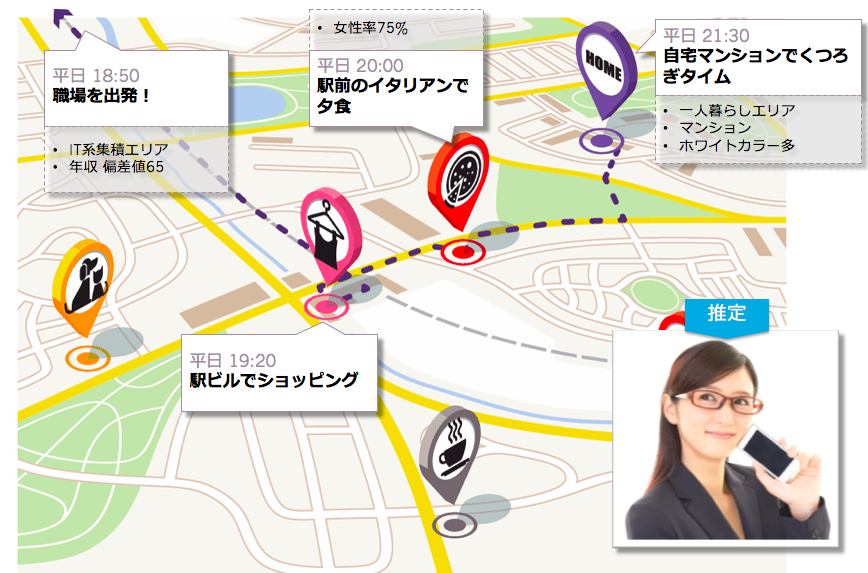 平日 18:50
職場を出発！
• IT系集積エリア
• 年収 偏差値65
• 女性率75%
平日 20:00
駅前のイタリアンで
夕食
HOME
平日 21:30
自宅マンションでくつろ
ぎタイム
• 一人暮らしエリア
• マンション
• ホワイトカラー多
平日 19:20
駅ビルでショッピング
推定